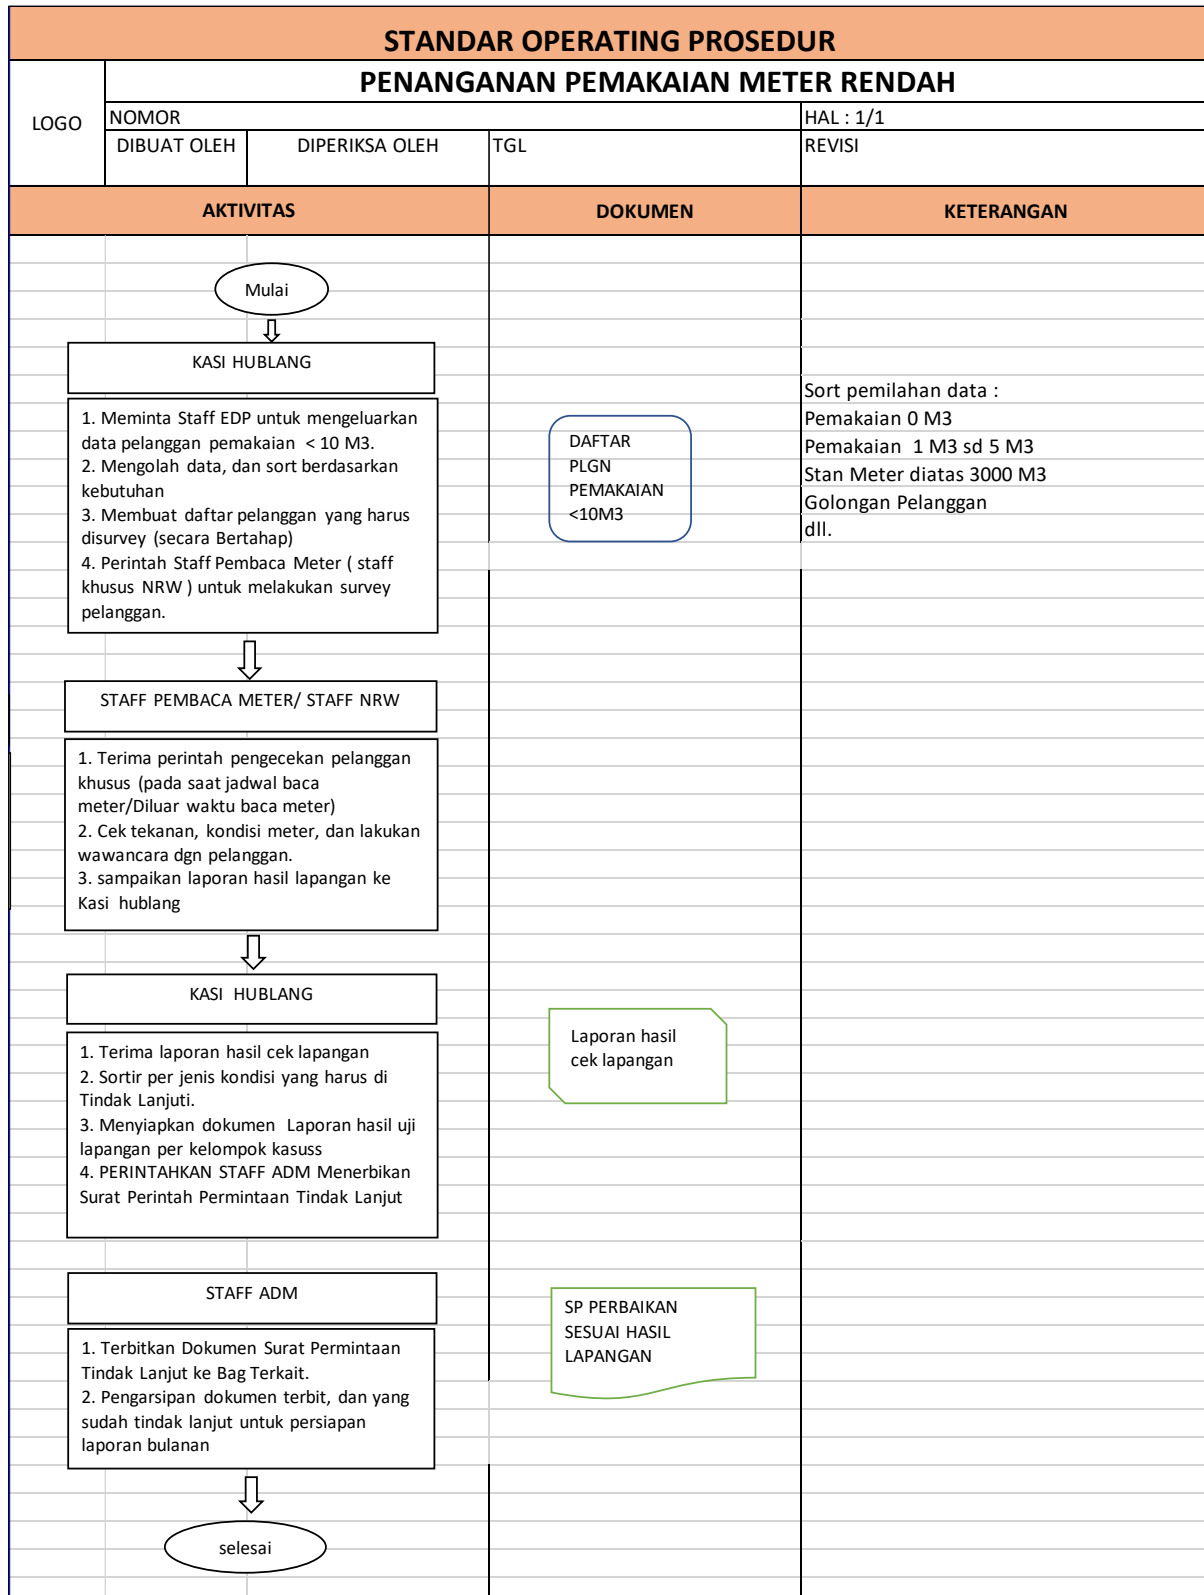 STANDAR OPERATING PROSEDUR
PENANGANAN PEMAKAIAN METER RENDAH
LOGO
NOMOR
HAL : 1/1
DIBUAT OLEH
DIPERIKSA OLEH
TGL
REVISI
AKTIVITAS
DOKUMEN
KETERANGAN
Mulai
KASI HUBLANG
1. Meminta Staff EDP untuk mengeluarkan
data pelanggan pemakaian < 10 M3.
2. Mengolah data, dan sort berdasarkan
kebutuhan
3. Membuat daftar pelanggan yang harus
disurvey (secara Bertahap)
4. Perintah Staff Pembaca Meter ( staff
khusus NRW ) untuk melakukan survey
pelanggan.
DAFTAR
PLGN
PEMAKAIAN
<10M3
Sort pemilahan data :
Pemakaian 0 M3
Pemakaian 1 M3 sd 5 M3
Stan Meter diatas 3000 M3
Golongan Pelanggan
dll.
STAFF PEMBACA METER/ STAFF NRW
1. Terima perintah pengecekan pelanggan
khusus (pada saat jadwal baca
meter/Diluar waktu baca meter)
2. Cek tekanan, kondisi meter, dan lakukan
wawancara dgn pelanggan.
3. sampaikan laporan hasil lapangan ke
Kasi hublang
KASI HUBLANG
1. Terima laporan hasil cek lapangan
2. Sortir per jenis kondisi yang harus di
Tindak Lanjuti.
3. Menyiapkan dokumen Laporan hasil uji
lapangan per kelompok kasuss
4. PERINTAHKAN STAFF ADM Menerbikan
Surat Perintah Permintaan Tindak Lanjut
Laporan hasil
cek lapangan
STAFF ADM
1. Terbitkan Dokumen Surat Permintaan
Tindak Lanjut ke Bag Terkait.
2. Pengarsipan dokumen terbit, dan yang
sudah tindak lanjut untuk persiapan
laporan bulanan
SP PERBAIKAN
SESUAI HASIL
LAPANGAN
selesai